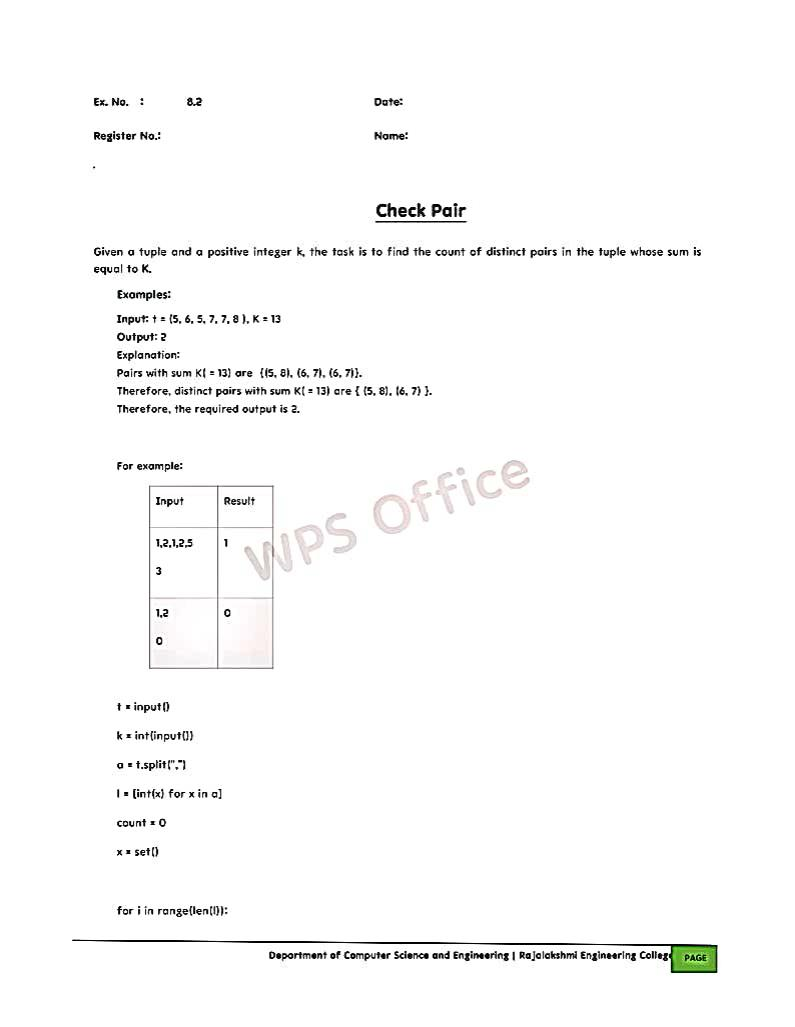 Ex. No. : 8.2 Date:
Register No.: Name:
.
Check Pair
Given a tuple and a positive integer k, the task is to find the count of distinct pairs in the tuple whose sum is
equal to K.
Examples:
Input: t = (5, 6, 5, 7, 7, 8 ), K = 13
Output: 2
Explanation:
Pairs with sum K( = 13) are {(5, 8), (6, 7), (6, 7)}.
Therefore, distinct pairs with sum K( = 13) are { (5, 8), (6, 7) }.
Therefore, the required output is 2.
For example:
Input Result
1,2,1,2,5 1
3
1,2 0
0
WPS Office
t = input()
k = int(input())
a = t.split(",")
l = [int(x) for x in a]
count = 0
x = set()
for i in range(len(l)):
Department of Computer Science and Engineering | Rajalakshmi Engineering College
PAGE